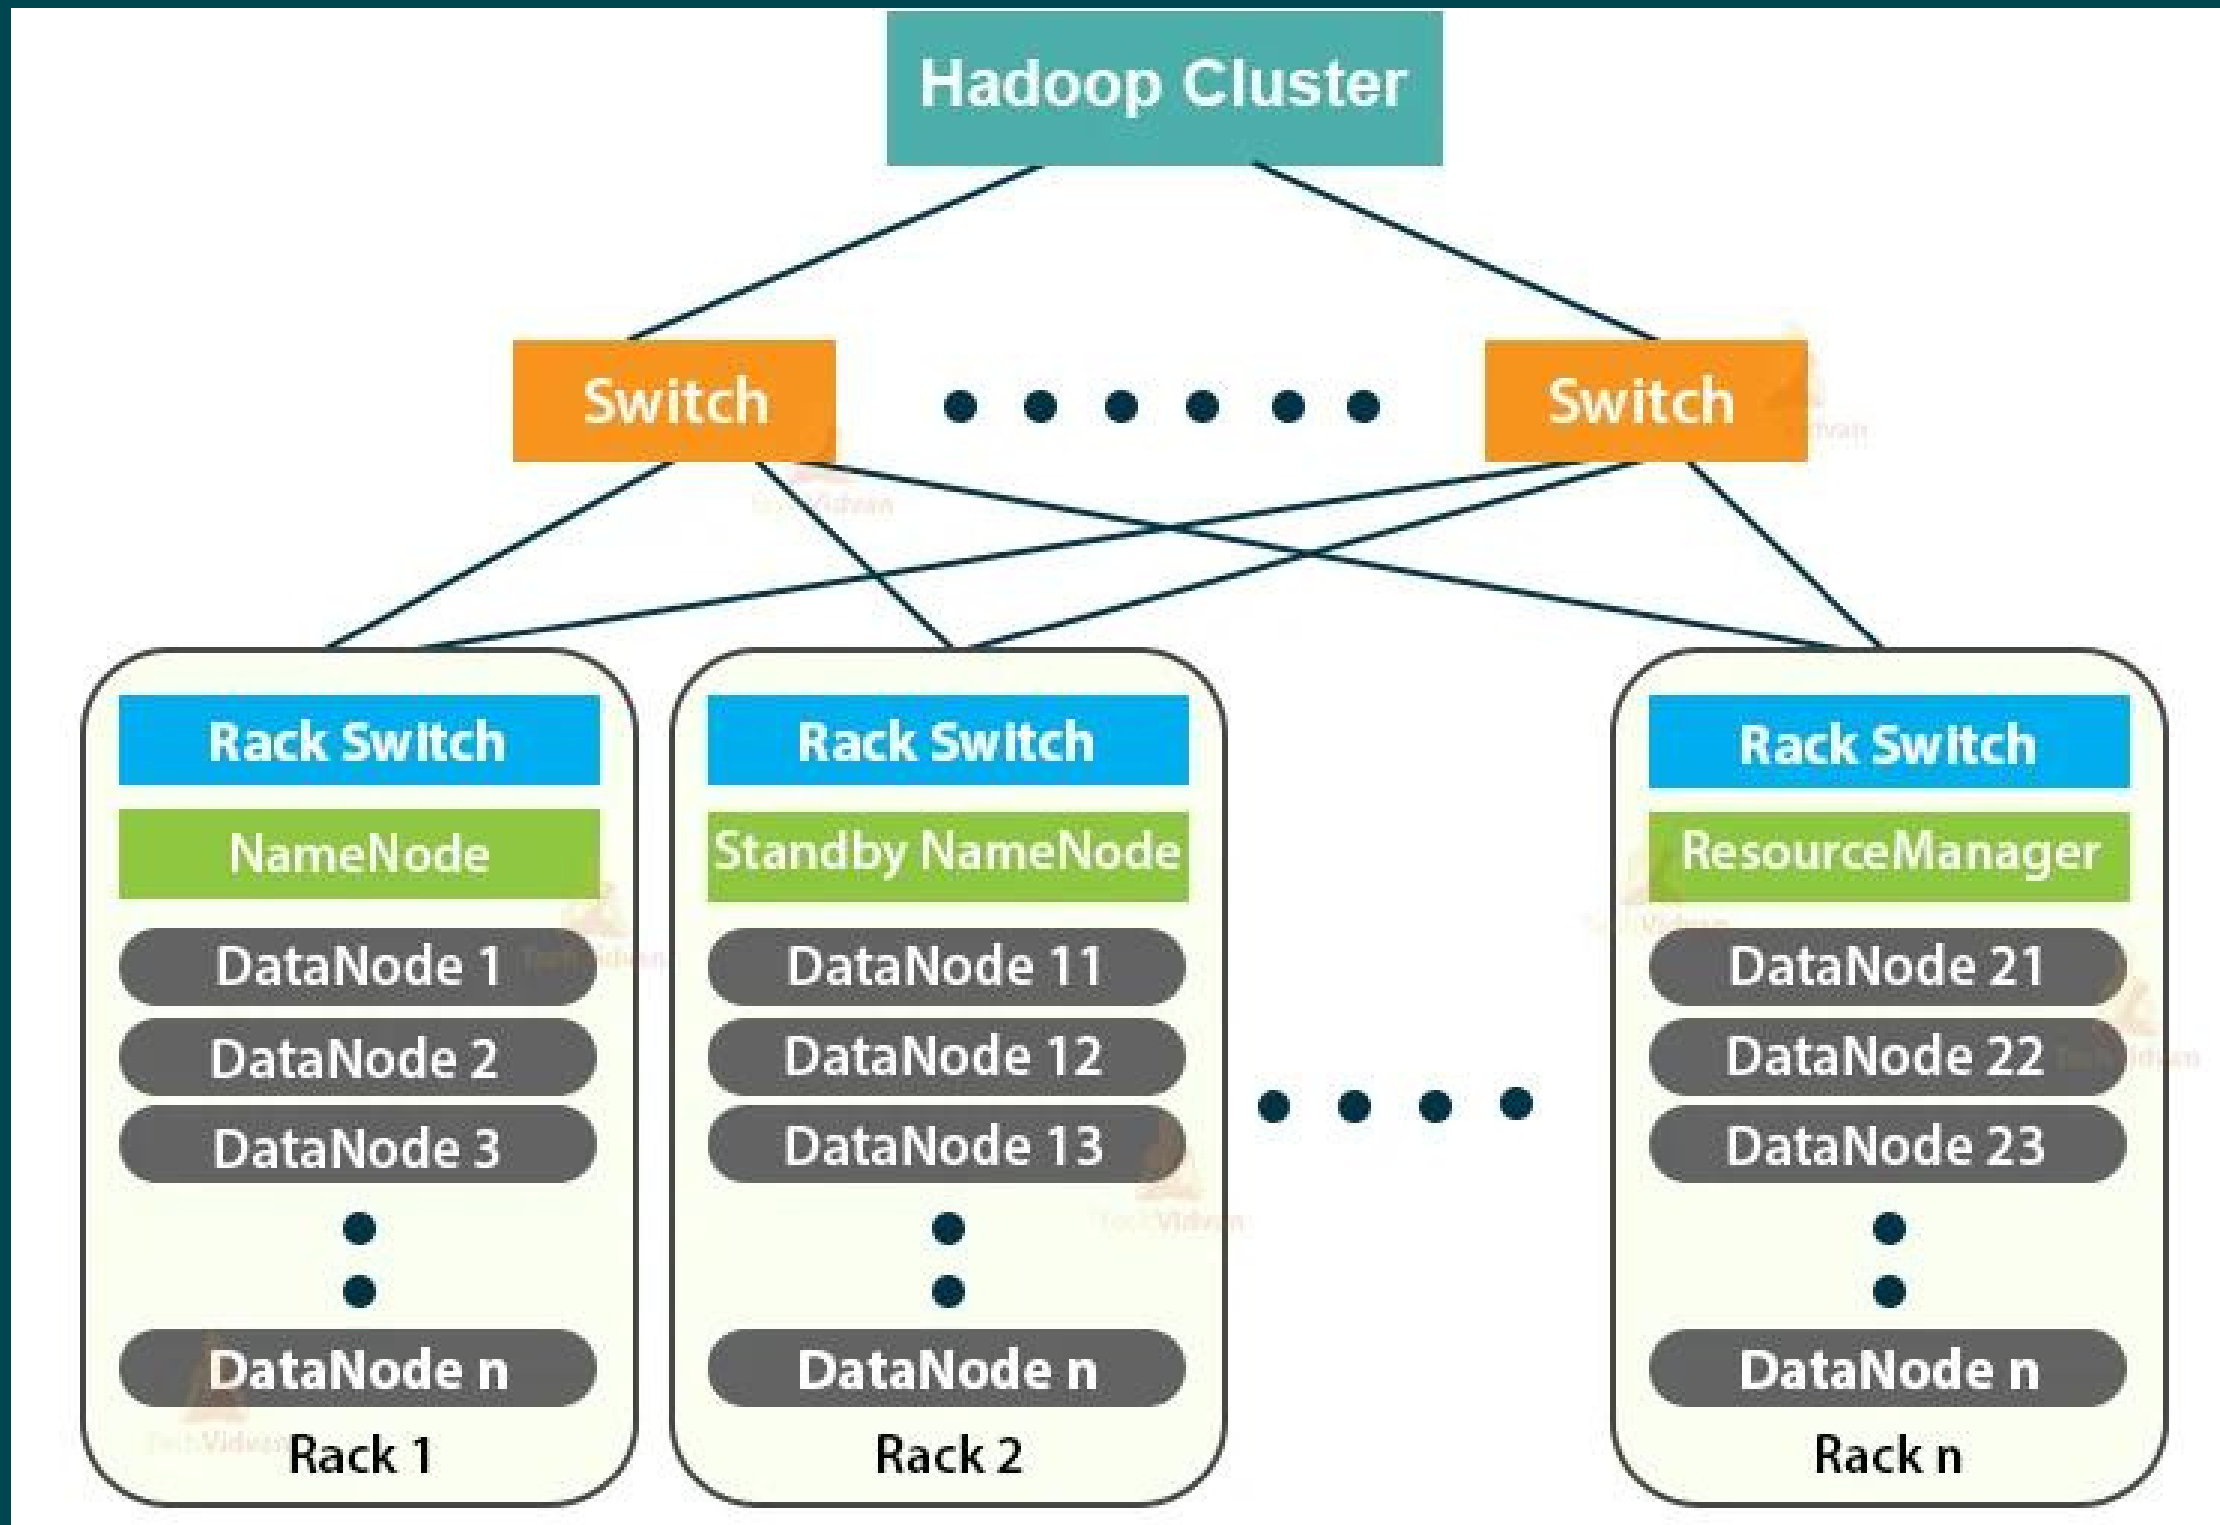 Hadoop Cluster
Switch
Switch
Rack Switch
NameNode
DataNode 1
DataNode 2
DataNode 3
DataNode n
Rack 1
Rack Switch
Standby NameNode
DataNode 11
DataNode 12
DataNode 13
DataNode n
Rack 2
Rack Switch
ResourceManager
DataNode 21
DataNode 22
DataNode 23
DataNode n
Rack n
TechVidvan